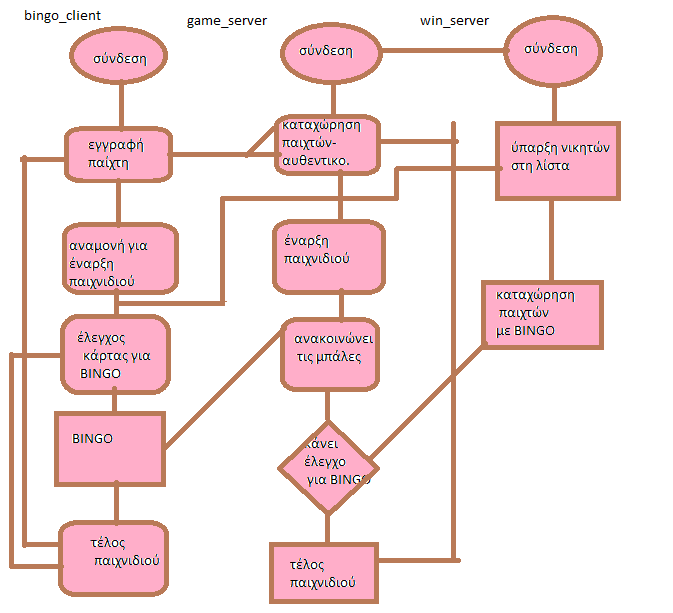 bingo_client
game_server
win_server
σύνδεση
σύνδεση
σύνδεση
εγγραφή
παίχτη
καταχώρηση
παιχτών-
αυθεντικο.
ύπαρξη νικητών
στη λίστα
αναμονή για
έναρξη
παιχνιδιού
έναρξη
παιχνιδιού
καταχώρηση
παιχτών
με BINGO
έλεγχος
κάρτας για
BINGO
ανακοινώνει
τις μπάλες
BINGO
κάνει
έλεγχο
για BINGO
τέλος
παιχνιδιού
τέλος
παιχνιδιού